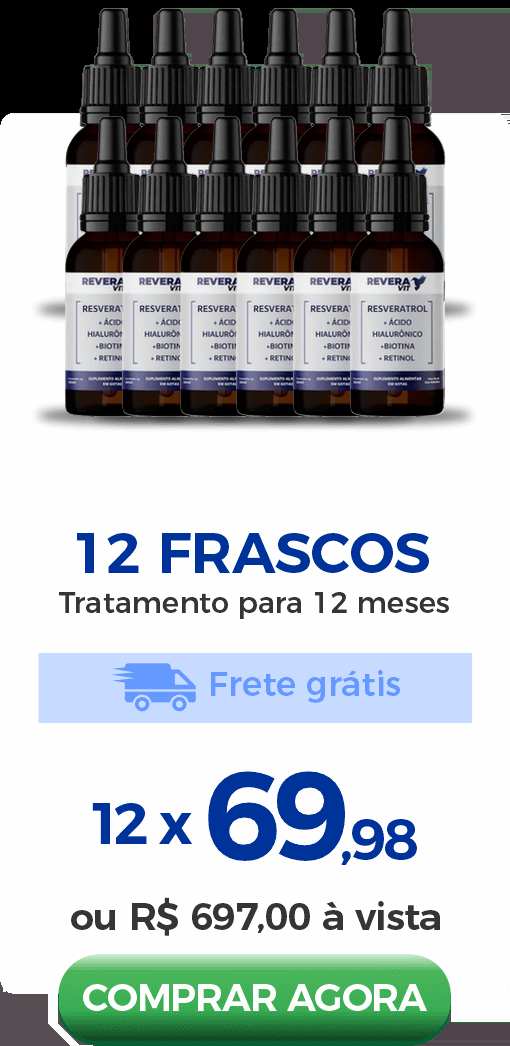 REVERA
VIT
RESVERATROL
+ ÁCIDO
HIALURÔNICO
+BIOTINA
+ RETINOL
SUPLEMENTO ALIMENTAR
EM GOTAS
12 FRASCOS
Tratamento para 12 meses
Frete grátis
12 x 69,98
ou R$ 697,00 à vista
COMPRAR AGORA